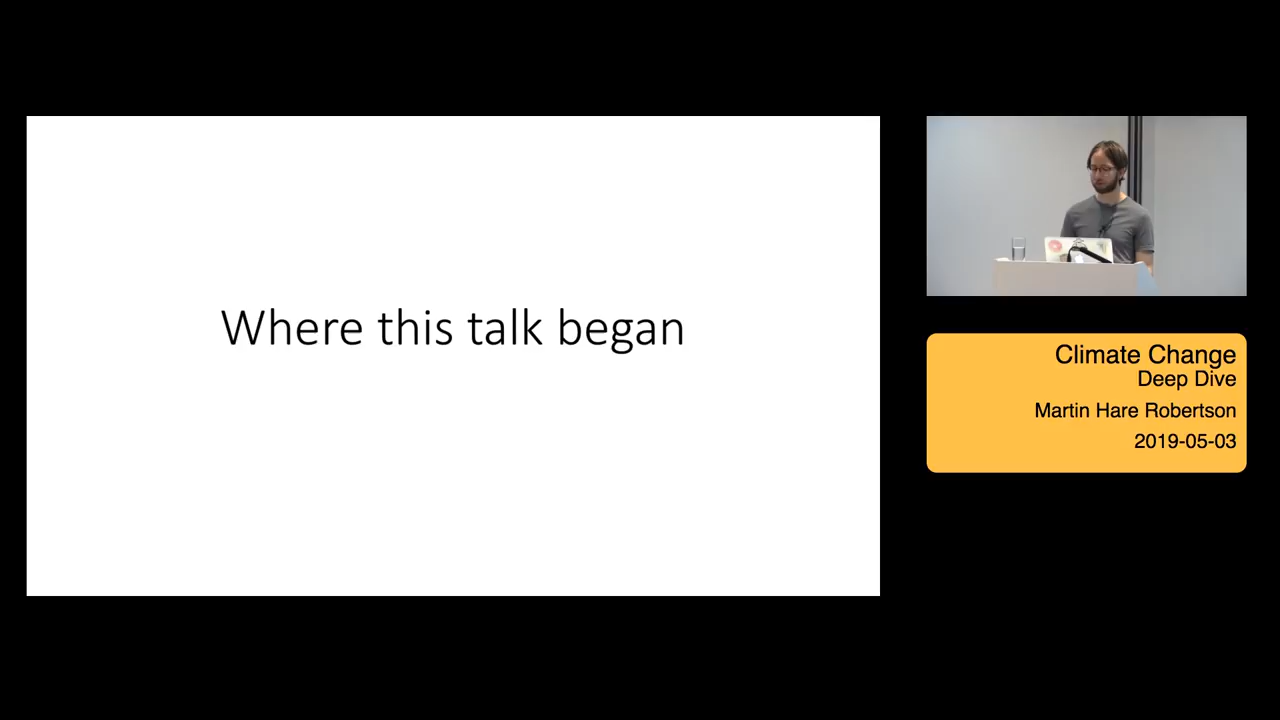 Where this talk began
Climate Change
Deep Dive
Martin Hare Robertson
2019-05-03